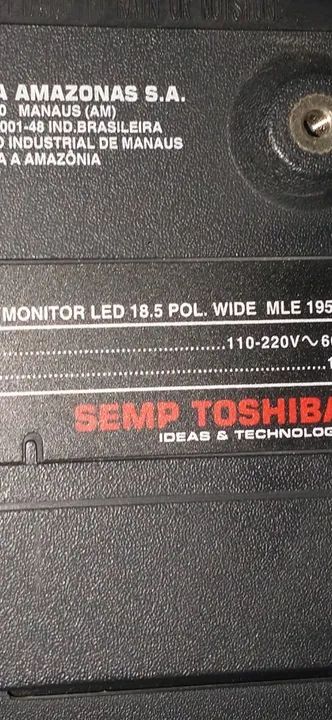 A AMAZONAS S.A.
0 MANAUS (AM)
001-48 IND.BRASILEIRA
O INDUSTRIAL DE MANAUS
A A AMAZÔNIA
/MONITOR LED 18.5 POL. WIDE MLE 195
110-220V~ 6
SEMP TOSHIBA
IDEAS & TECHNOLOG